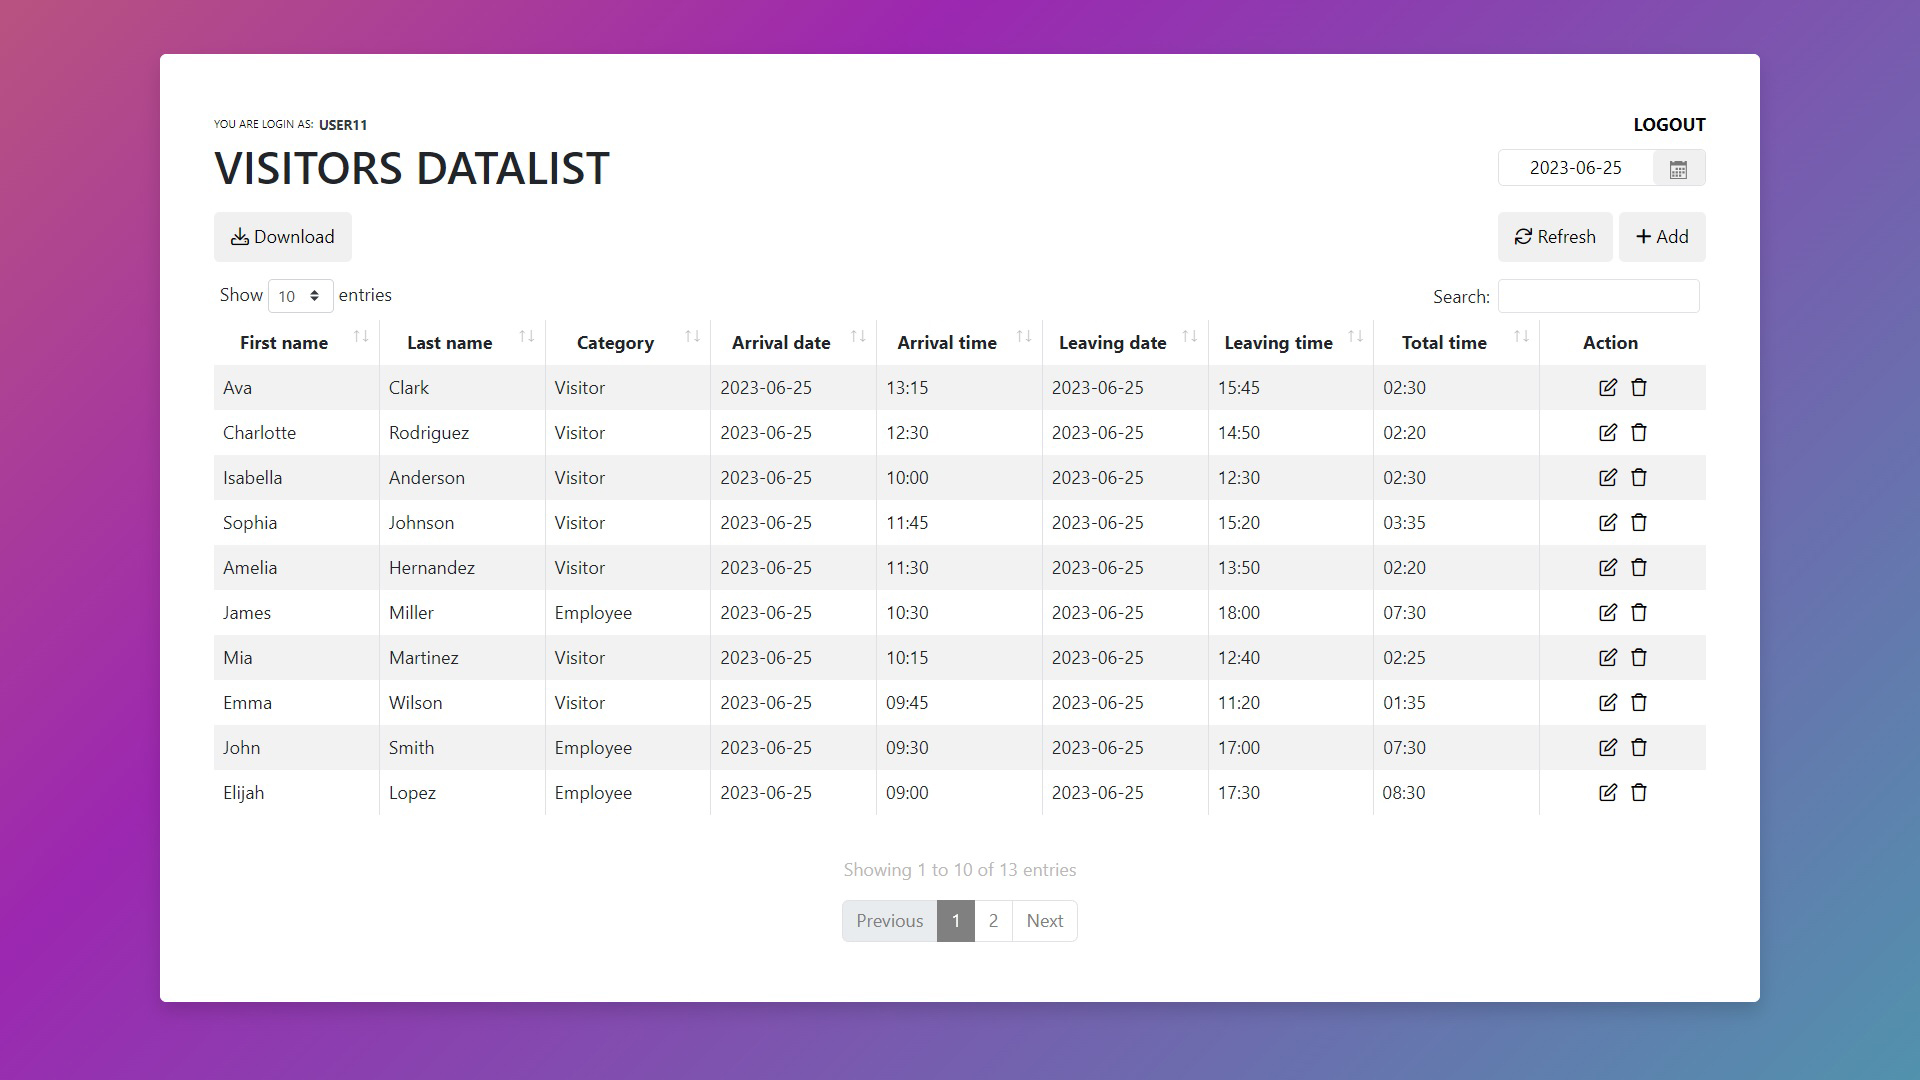 YOU ARE LOGIN AS: USER11
LOGOUT
VISITORS DATALIST
2023-06-25
Download
Refresh
Add
Show 10 entries
Search:
First name Last name Category Arrival date Arrival time Leaving date Leaving time Total time Action
Ava Clark Visitor 2023-06-25 13:15 2023-06-25 15:45 02:30
Charlotte Rodriguez Visitor 2023-06-25 12:30 2023-06-25 14:50 02:20
Isabella Anderson Visitor 2023-06-25 10:00 2023-06-25 12:30 02:30
Sophia Johnson Visitor 2023-06-25 11:45 2023-06-25 15:20 03:35
Amelia Hernandez Visitor 2023-06-25 11:30 2023-06-25 13:50 02:20
James Miller Employee 2023-06-25 10:30 2023-06-25 18:00 07:30
Mia Martinez Visitor 2023-06-25 10:15 2023-06-25 12:40 02:25
Emma Wilson Visitor 2023-06-25 09:45 2023-06-25 11:20 01:35
John Smith Employee 2023-06-25 09:30 2023-06-25 17:00 07:30
Elijah Lopez Employee 2023-06-25 09:00 2023-06-25 17:30 08:30
Showing 1 to 10 of 13 entries
Previous 1 2 Next